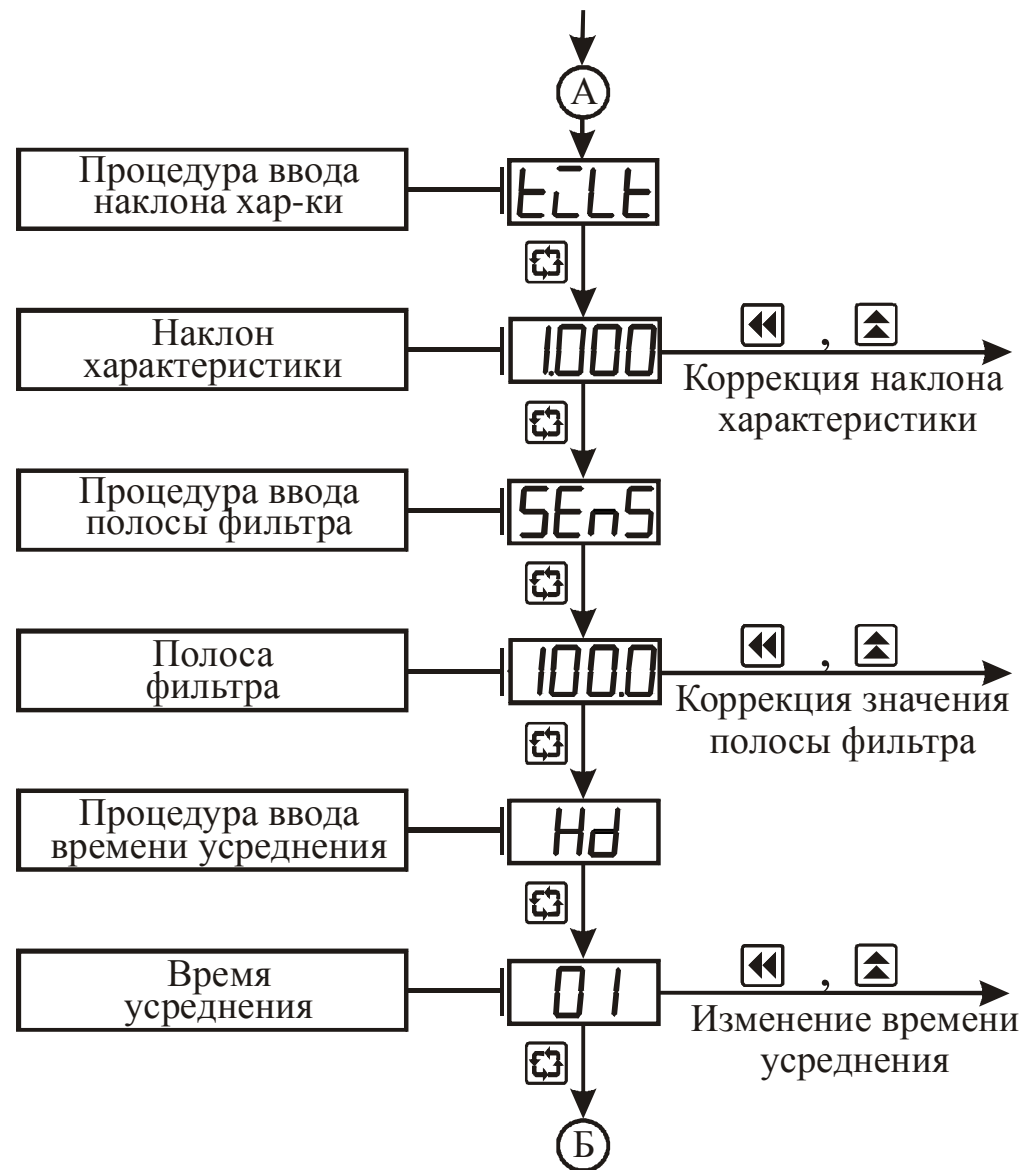 А
Процедура ввода
наклона хар-ки
tiLt
Наклон
характеристики
1.000
,
Коррекция наклона
характеристики
Процедура ввода
полосы фильтра
SEnS
Полоса
фильтра
100.0
,
Коррекция значения
полосы фильтра
Процедура ввода
времени усреднения
Hd
Время
усреднения
01
,
Изменение времени
усреднения
Б